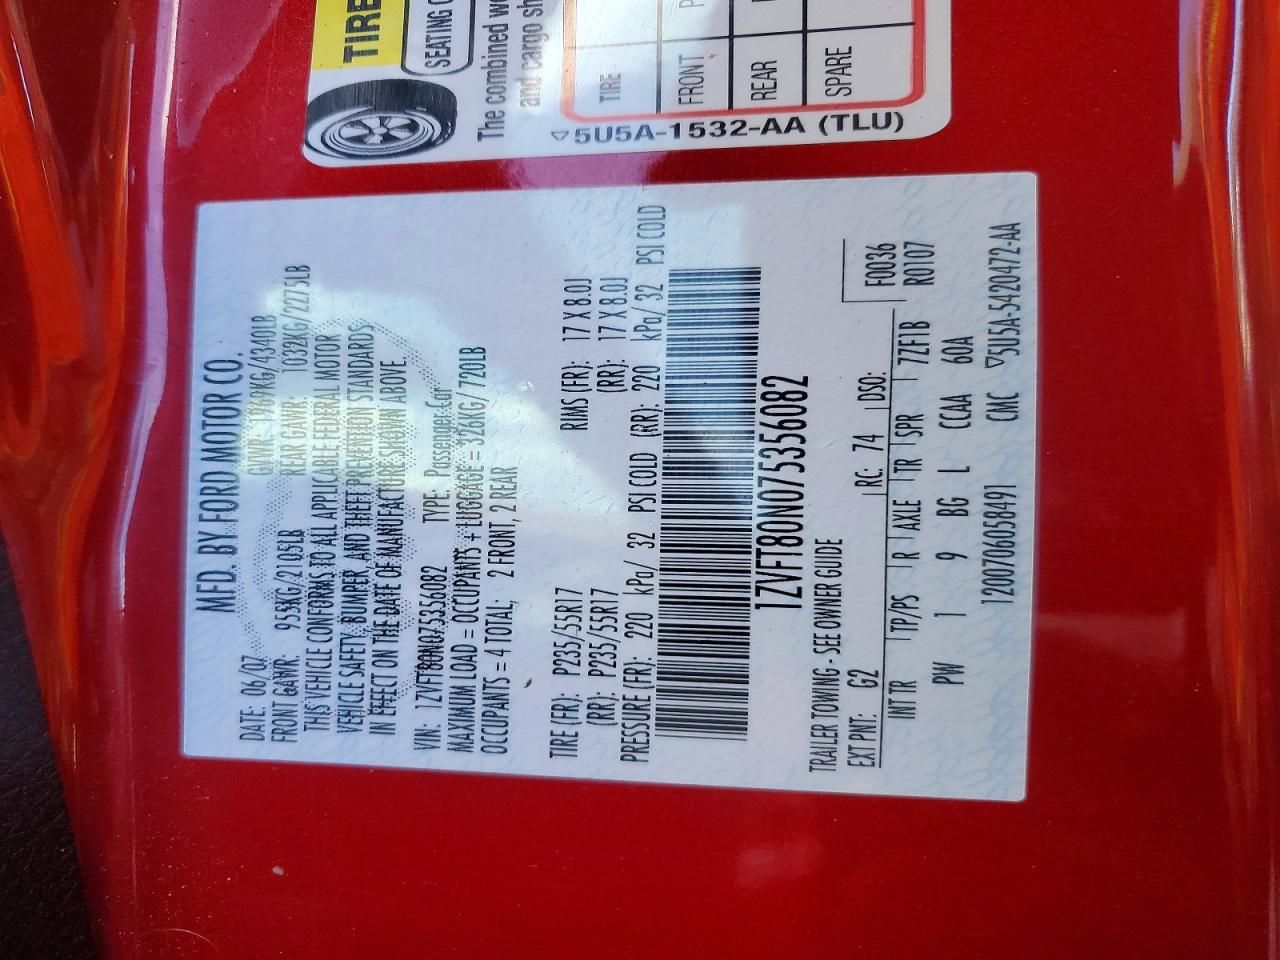 TIRE
SEATING
The combined
and cargo
TIRE
FRONT
REAR
SPARE
◁5U5A-1532-AA (TLU)
MFD. BY FORD MOTOR CO.
DATE: 06/07 GVWR: 1969KG/4340LB
FRONT GAWR: 955KG/2105LB REAR GAWR: 1032KG/2275LB
THIS VEHICLE CONFORMS TO ALL APPLICABLE FEDERAL MOTOR
VEHICLE SAFETY, BUMPER, AND THEFT PREVENTION STANDARDS
IN EFFECT ON THE DATE OF MANUFACTURE SHOWN ABOVE.
VIN: 1ZVFT80N075356082 TYPE: Passenger Car
MAXIMUM LOAD = OCCUPANTS + LUGGAGE = 326KG/720LB
OCCUPANTS = 4 TOTAL; 2 FRONT, 2 REAR
TIRE (FR): P235/55R17 RIMS (FR): 17 X 8.0J
(RR): P235/55R17 (RR): 17 X 8.0J
PRESSURE (FR): 220 kPa/ 32 PSI COLD (RR): 220 kPa/ 32 PSI COLD
1ZVFT80N075356082
TRAILER TOWING - SEE OWNER GUIDE
EXT PNT: G2 RC: 74 DSO: F0036
INT TR TP/PS R AXLE TR SPR 7ZF1B R0107
PW 1 9 BG L CCAA 60A
1200706058491 CMC ▽5U5A-5420472-AA